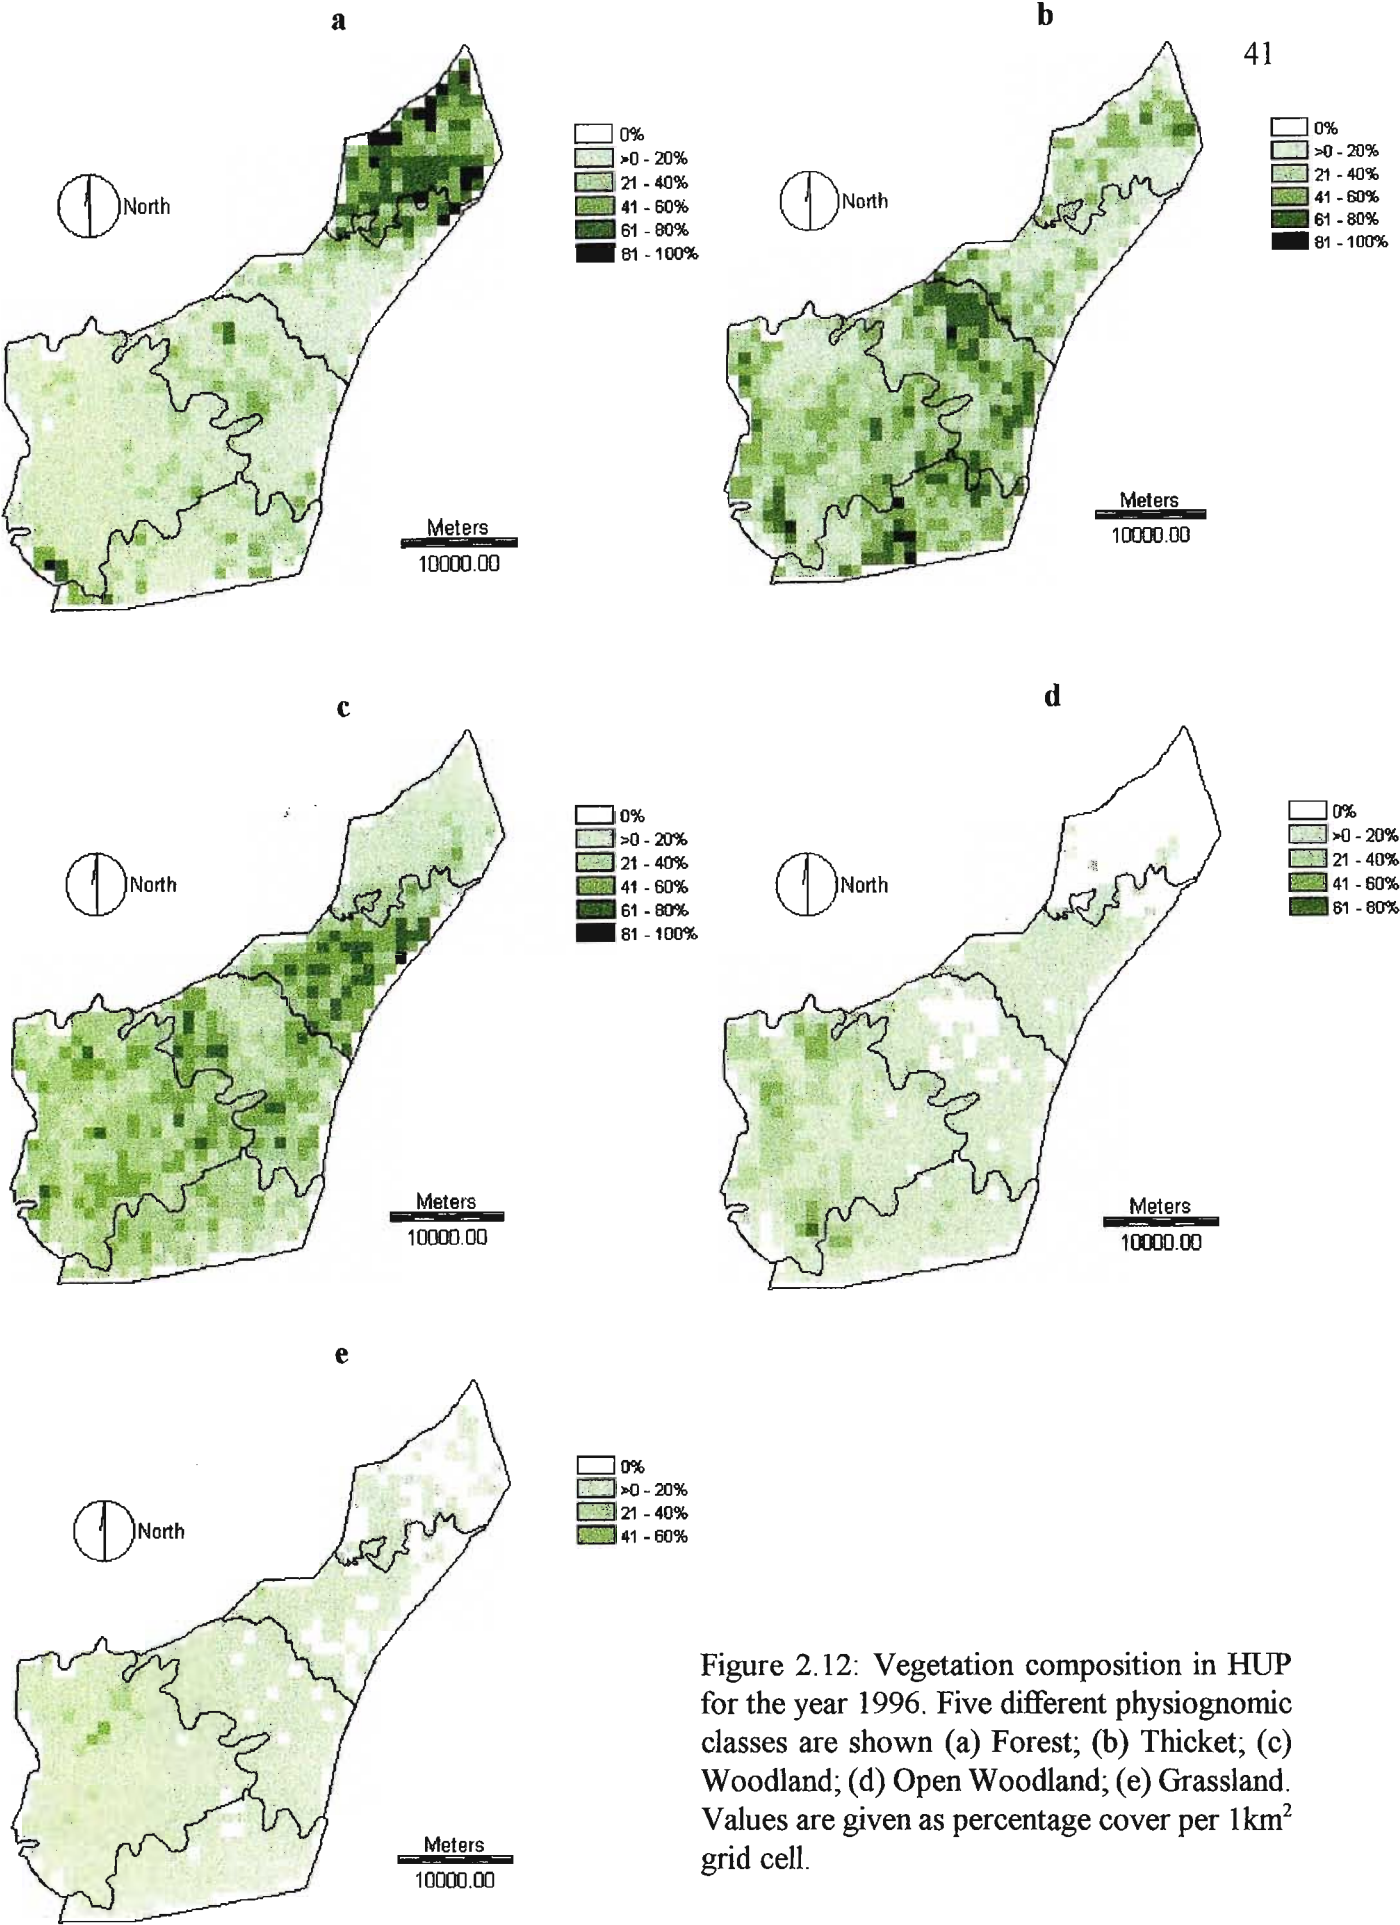 a
b
41
0%
>0 - 20%
21 - 40%
41 - 60%
61 - 80%
81 - 100%
North
Meters
10000.00
0%
>0 - 20%
21 - 40%
41 - 60%
61 - 80%
81 - 100%
North
Meters
10000.00
c
d
0%
>0 - 20%
21 - 40%
41 - 60%
61 - 80%
81 - 100%
North
Meters
10000.00
0%
>0 - 20%
21 - 40%
41 - 60%
61 - 80%
North
Meters
10000.00
e
0%
>0 - 20%
21 - 40%
41 - 60%
North
Meters
10000.00
Figure 2.12: Vegetation composition in HUP
for the year 1996. Five different physiognomic
classes are shown (a) Forest; (b) Thicket; (c)
Woodland; (d) Open Woodland; (e) Grassland.
Values are given as percentage cover per 1km²
grid cell.